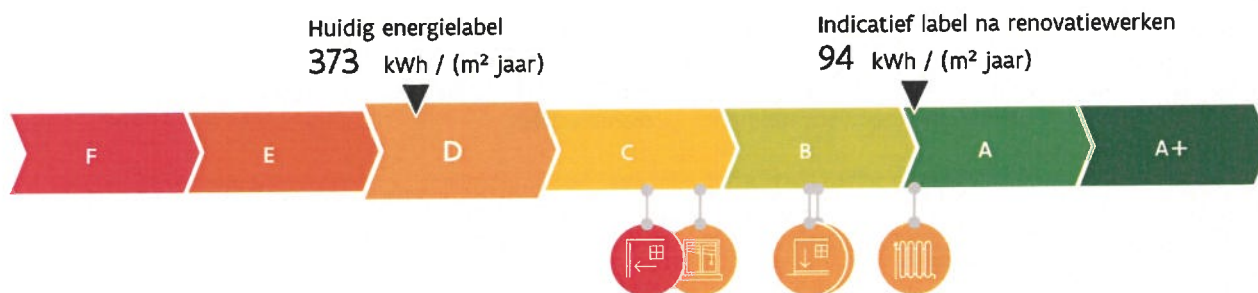 Huidig energielabel
373 kWh / (m² jaar)
Indicatief label na renovatiewerken
94 kWh / (m² jaar)
F E D C B A A+